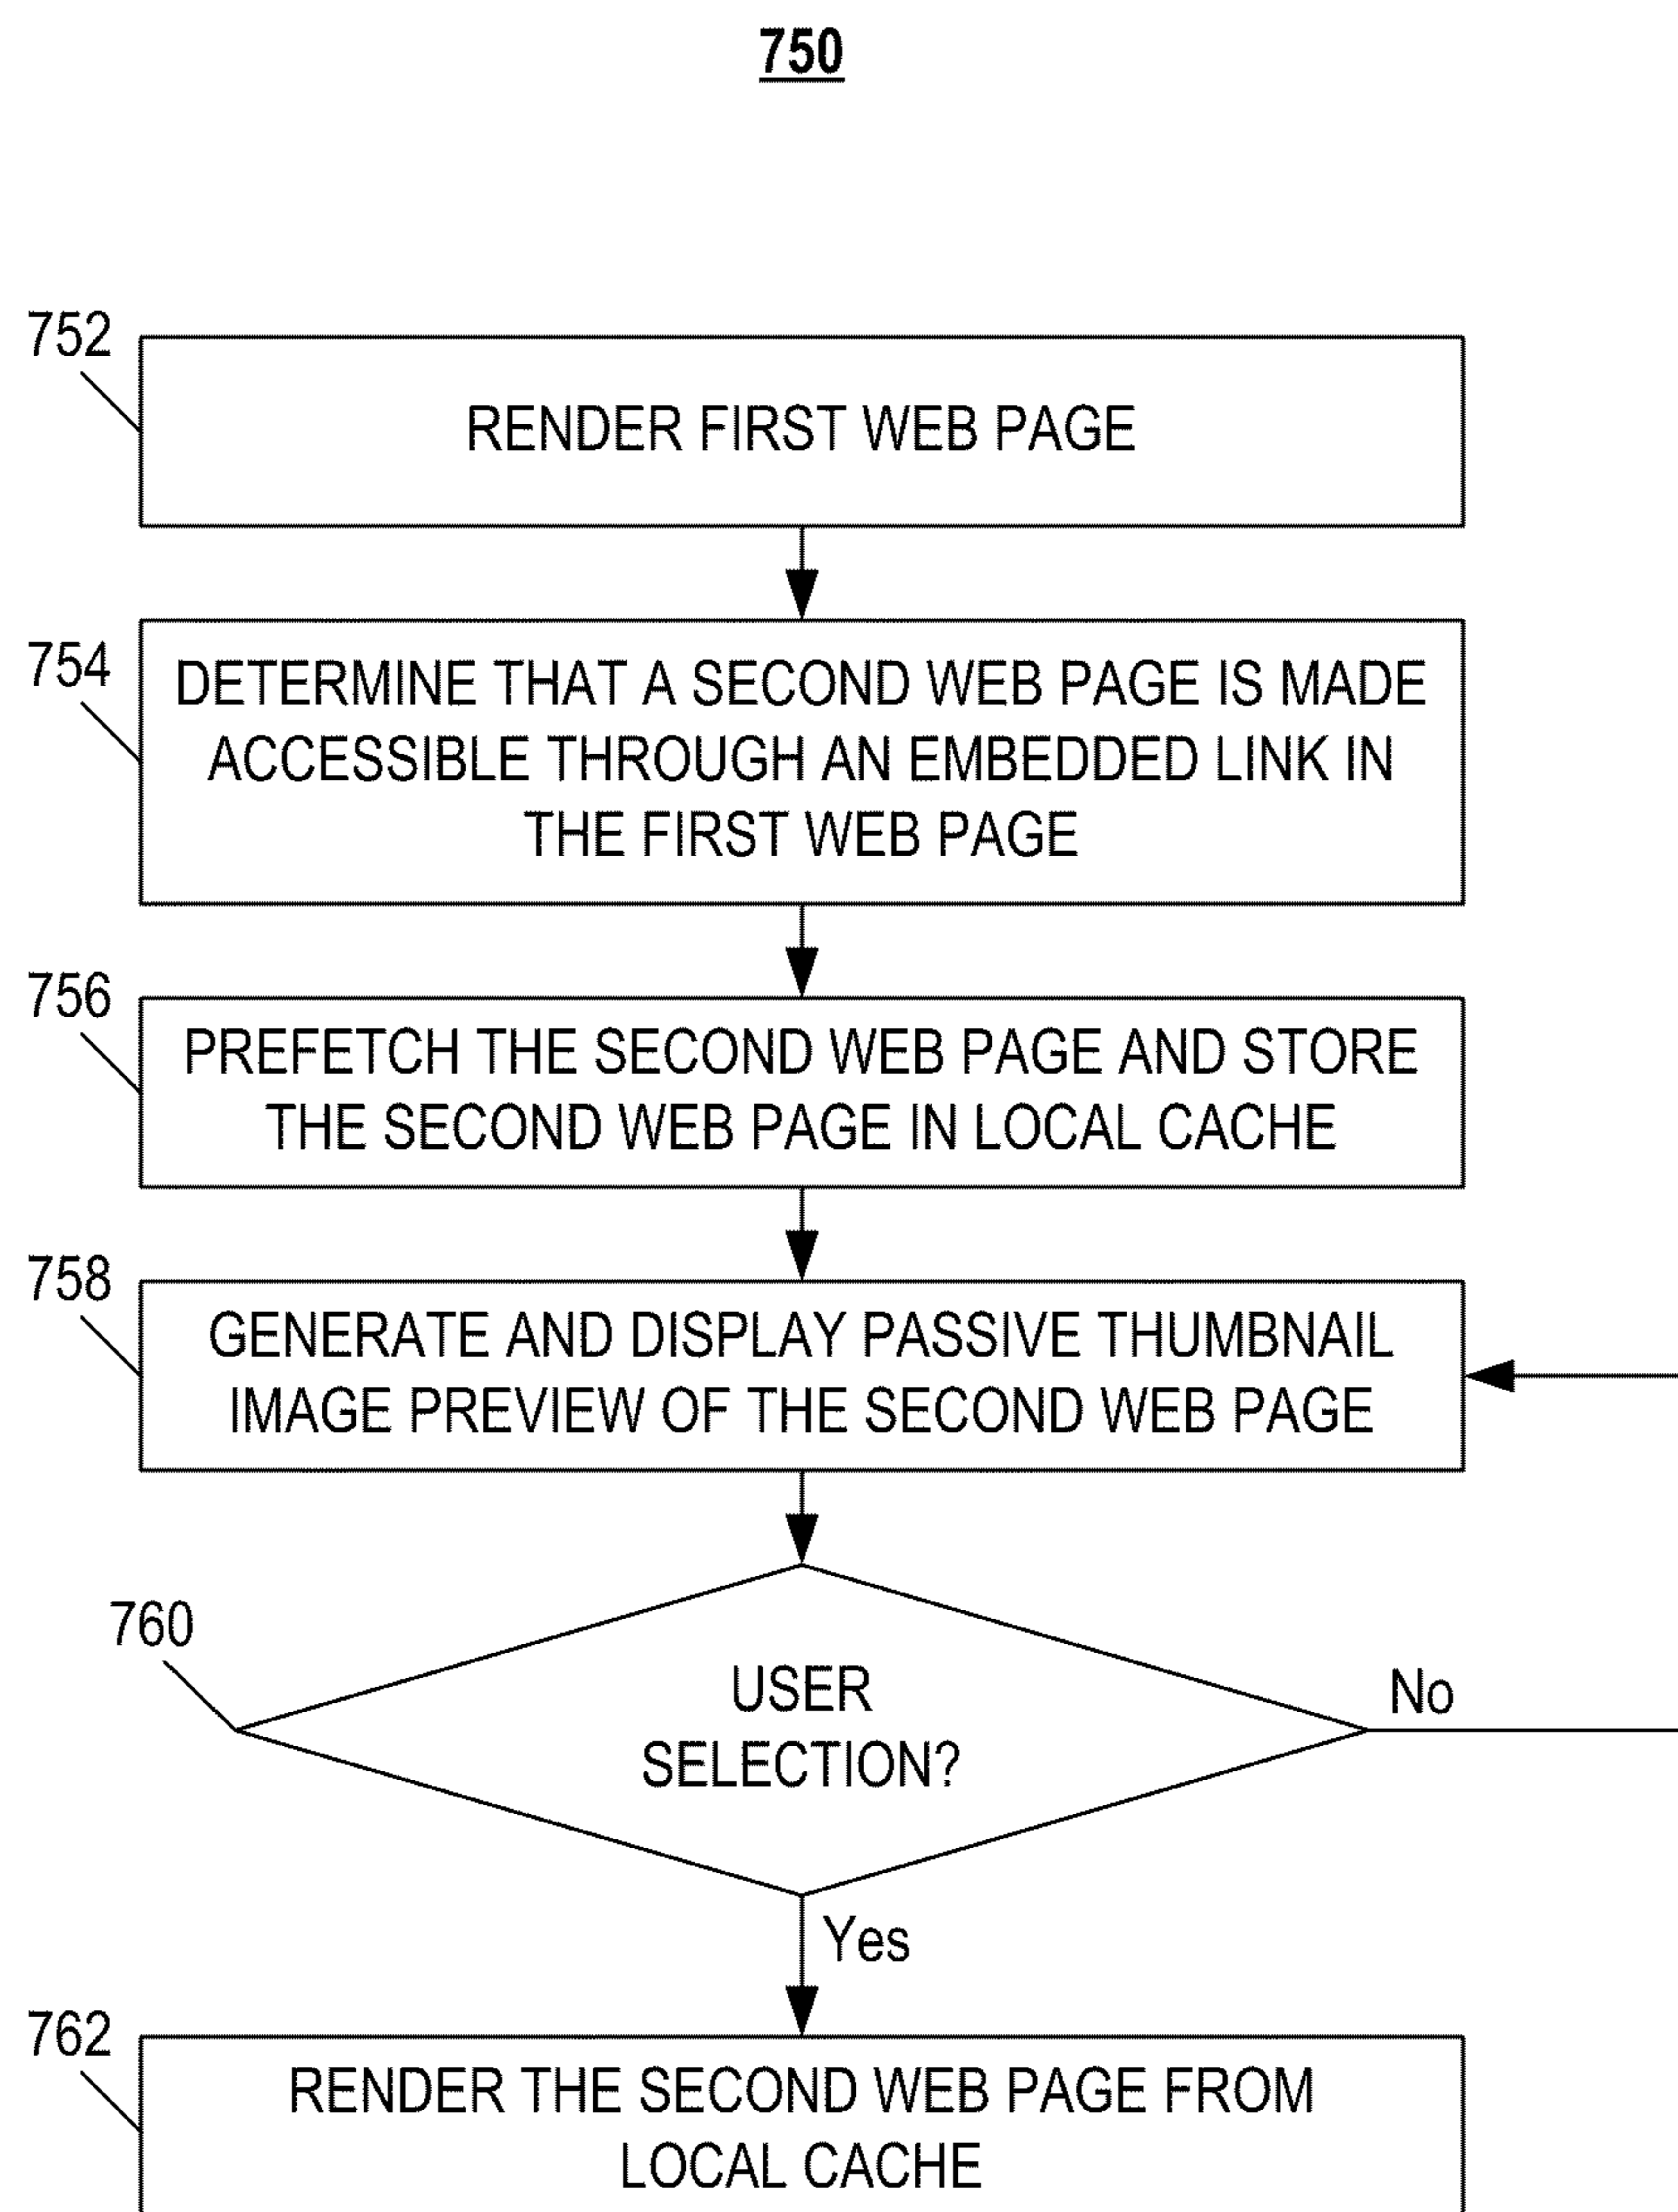 750
752
RENDER FIRST WEB PAGE
754
DETERMINE THAT A SECOND WEB PAGE IS MADE
ACCESSIBLE THROUGH AN EMBEDDED LINK IN
THE FIRST WEB PAGE
756
PREFETCH THE SECOND WEB PAGE AND STORE
THE SECOND WEB PAGE IN LOCAL CACHE
758
GENERATE AND DISPLAY PASSIVE THUMBNAIL
IMAGE PREVIEW OF THE SECOND WEB PAGE
760
USER
SELECTION?
No
Yes
762
RENDER THE SECOND WEB PAGE FROM
LOCAL CACHE